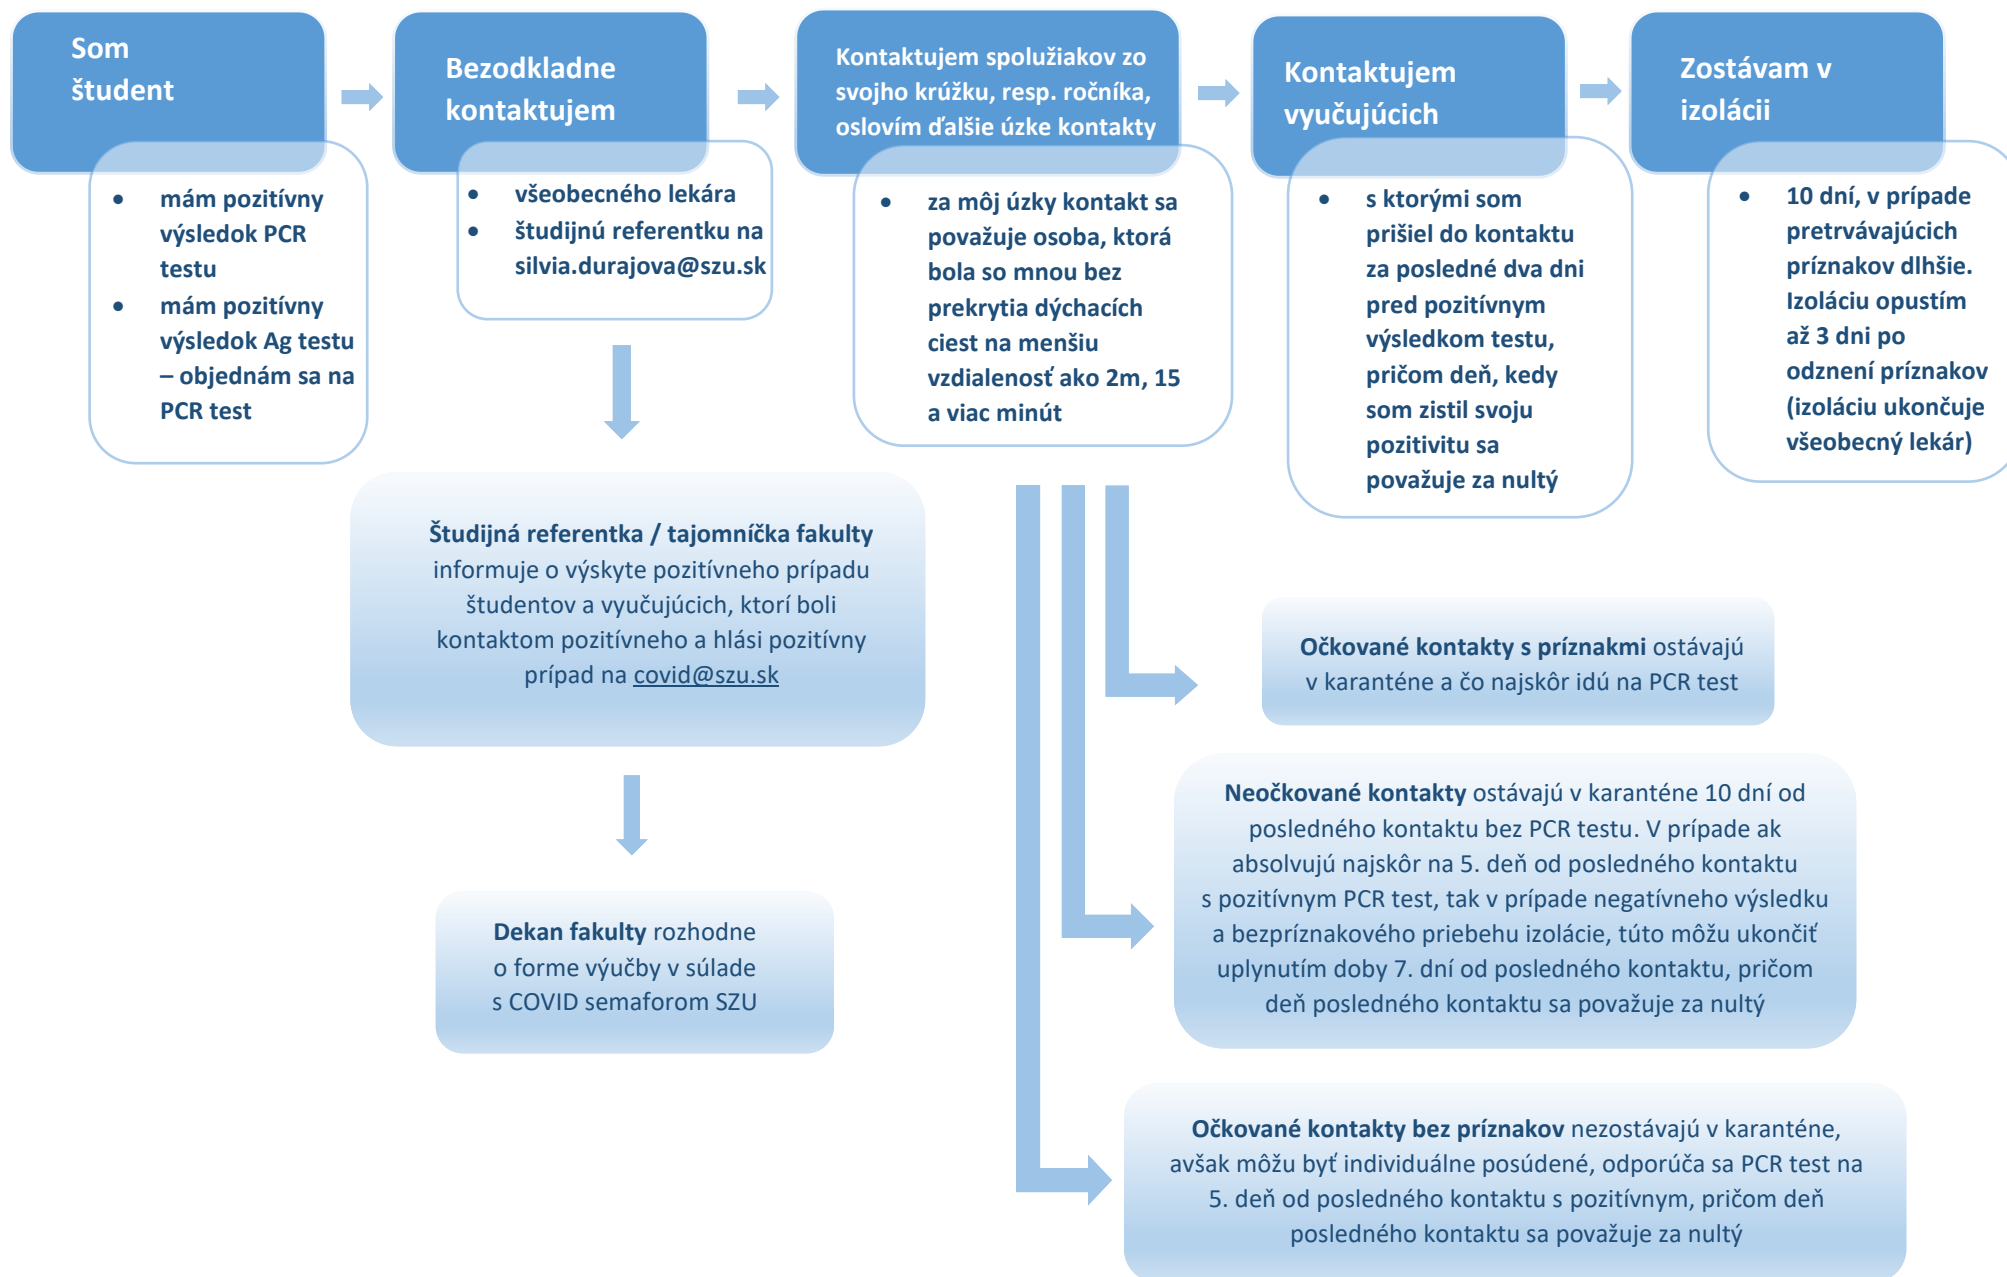 Som
študent
mám pozitívny
výsledok PCR
testu
mám pozitívny
výsledok Ag testu
– objednám sa na
PCR test
Bezodkladne
kontaktujem
všeobecného lekára
študijnú referentku na
silvia.durajova@szu.sk
Kontaktujem spolužiakov zo
svojho krúžku, resp. ročníka,
oslovím ďalšie úzke kontakty
za môj úzky kontakt sa
považuje osoba, ktorá
bola so mnou bez
prekrytia dýchacích
ciest na menšiu
vzdialenosť ako 2m, 15
a viac minút
Kontaktujem
vyučujúcich
s ktorými som
prišiel do kontaktu
za posledné dva dni
pred pozitívnym
výsledkom testu,
pričom deň, kedy
som zistil svoju
pozitivitu sa
považuje za nultý
Zostávam v
izolácii
10 dní, v prípade
pretrvávajúcich
príznakov dlhšie.
Izoláciu opustím
až 3 dni po
odznení príznakov
(izoláciu ukončuje
všeobecný lekár)
Študijná referentka / tajomníčka fakulty
informuje o výskyte pozitívneho prípadu
študentov a vyučujúcich, ktorí boli
kontaktom pozitívneho a hlási pozitívny
prípad na covid@szu.sk
Dekan fakulty rozhodne
o forme výučby v súlade
s COVID semaforom SZU
Očkované kontakty s príznakmi ostávajú
v karanténe a čo najskôr idú na PCR test
Neočkované kontakty ostávajú v karanténe 10 dní od
posledného kontaktu bez PCR testu. V prípade ak
absolvujú najskôr na 5. deň od posledného kontaktu
s pozitívnym PCR test, tak v prípade negatívneho výsledku
a bezpríznakového priebehu izolácie, túto môžu ukončiť
uplynutím doby 7. dní od posledného kontaktu, pričom
deň posledného kontaktu sa považuje za nultý
Očkované kontakty bez príznakov nezostávajú v karanténe,
avšak môžu byť individuálne posúdené, odporúča sa PCR test na
5. deň od posledného kontaktu s pozitívnym, pričom deň
posledného kontaktu sa považuje za nultý